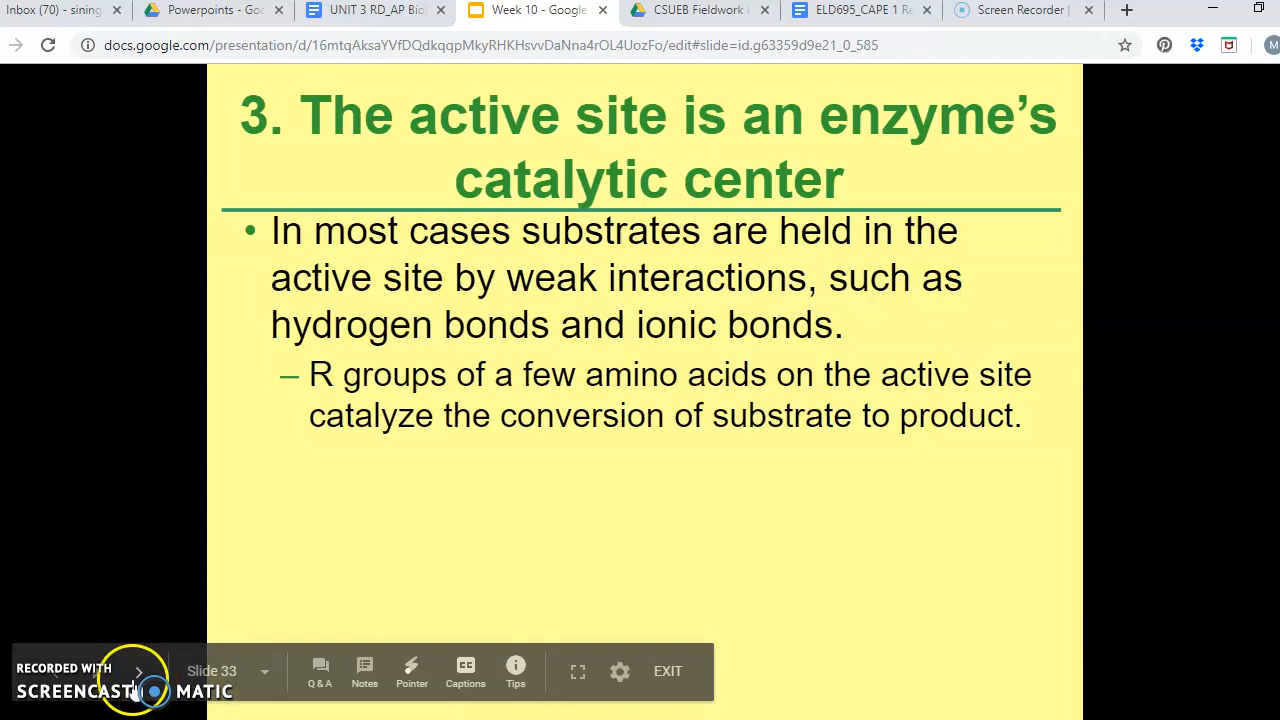 Inbox (70) - sining
Powerpoints - Goo
UNIT 3 RD_AP Bio
Week 10 - Google
CSUEB Fieldwork
ELD695_CAPE 1 Re
Screen Recorder |
docs.google.com/presentation/d/16mtqAksaYVfDQdkqqpMkyBHKHsvvDaNna4rOL4UozFo/edit#slide=id.g63359d9e21_0_585
3. The active site is an enzyme’s
catalytic center
• In most cases substrates are held in the
active site by weak interactions, such as
hydrogen bonds and ionic bonds.
– R groups of a few amino acids on the active site
catalyze the conversion of substrate to product.
RECORDED WITH
SCREENCAST MATIC
Slide 33
Q & A
Notes
Pointer
CC
Captions
Tips
EXIT